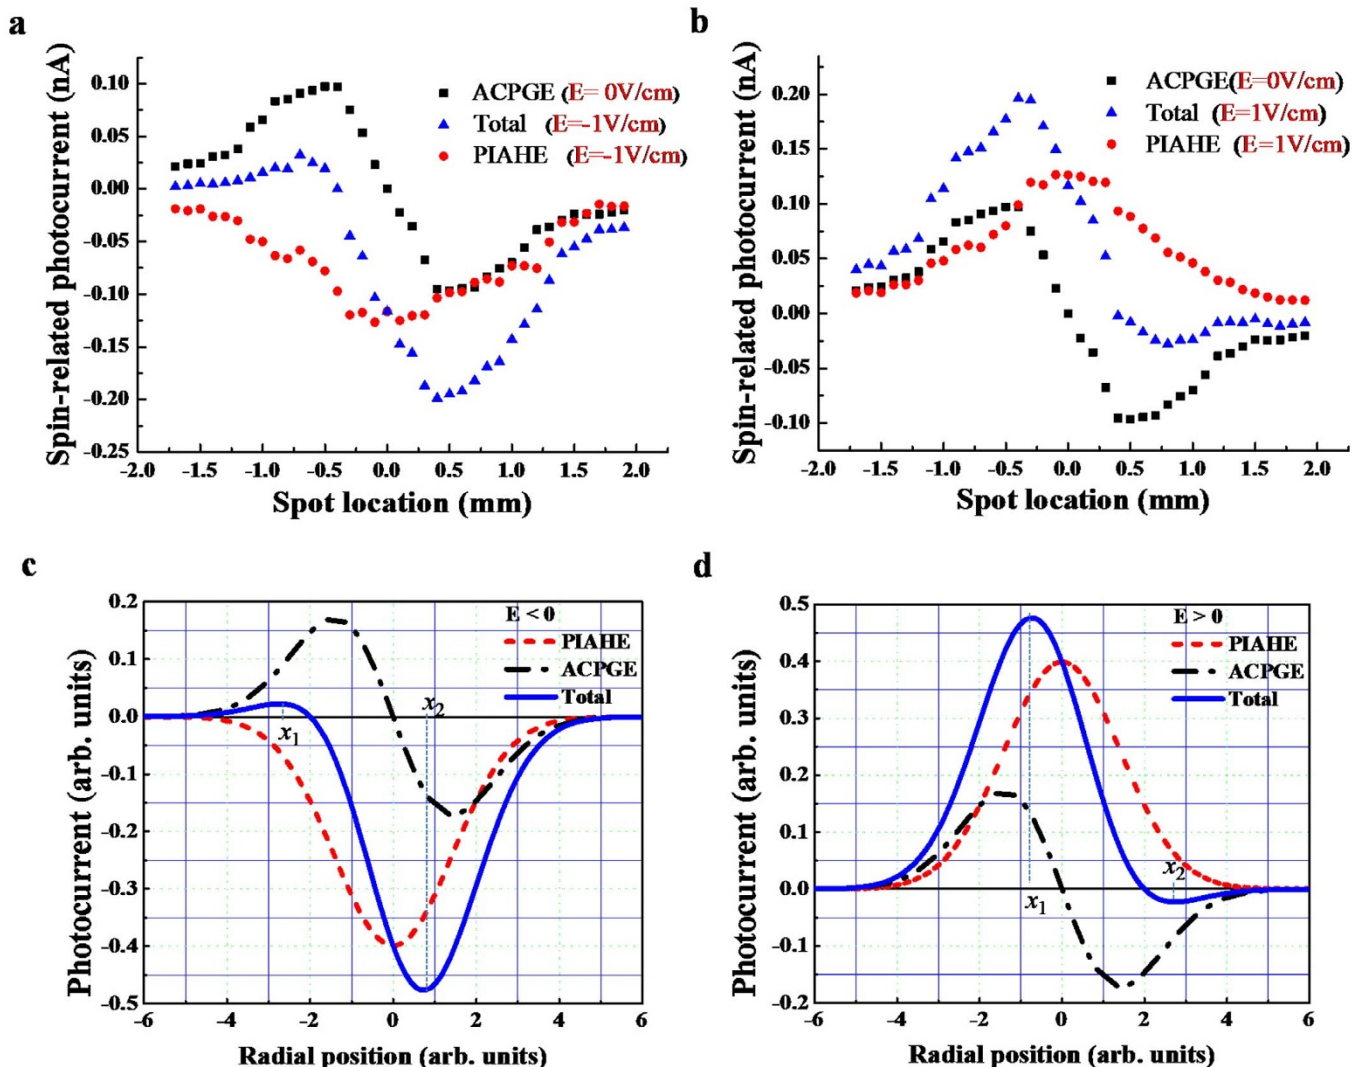 a
Spin-related photocurrent (nA)
0.10
0.05
0.00
-0.05
-0.10
-0.15
-0.20
-0.25
ACPGE (E= 0V/cm)
Total (E=-1V/cm)
PIAHE (E=-1V/cm)
-2.0 -1.5 -1.0 -0.5 0.0 0.5 1.0 1.5 2.0
Spot location (mm)
b
Spin-related photocurrent (nA)
0.20
0.15
0.10
0.05
0.00
-0.05
-0.10
ACPGE(E=0V/cm)
Total (E=1V/cm)
PIAHE (E=1V/cm)
-2.0 -1.5 -1.0 -0.5 0.0 0.5 1.0 1.5 2.0
Spot location (mm)
c
Photocurrent (arb. units)
0.2
0.1
0.0
-0.1
-0.2
-0.3
-0.4
-0.5
E < 0
PIAHE
ACPGE
Total
x1
x2
-6 -4 -2 0 2 4 6
Radial position (arb. units)
d
Photocurrent (arb. units)
0.5
0.4
0.3
0.2
0.1
0.0
-0.1
-0.2
E > 0
PIAHE
ACPGE
Total
x1
x2
-6 -4 -2 0 2 4 6
Radial position (arb. units)